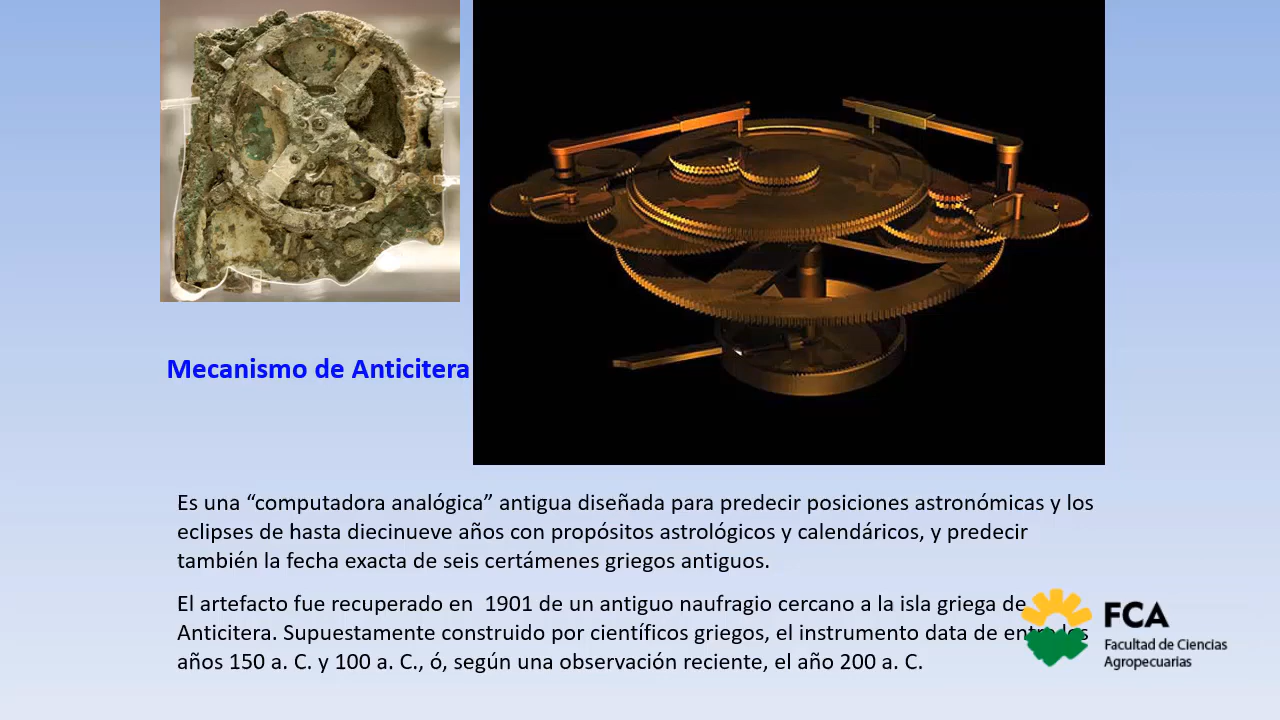 Mecanismo de Anticitera
Es una “computadora analógica” antigua diseñada para predecir posiciones astronómicas y los
eclipses de hasta diecinueve años con propósitos astrológicos y calendáricos, y predecir
también la fecha exacta de seis certámenes griegos antiguos.
El artefacto fue recuperado en  1901 de un antiguo naufragio cercano a la isla griega de
Anticitera. Supuestamente construido por científicos griegos, el instrumento data de entre los
años 150 a. C. y 100 a. C., ó, según una observación reciente, el año 200 a. C.
FCA
Facultad de Ciencias
Agropecuarias